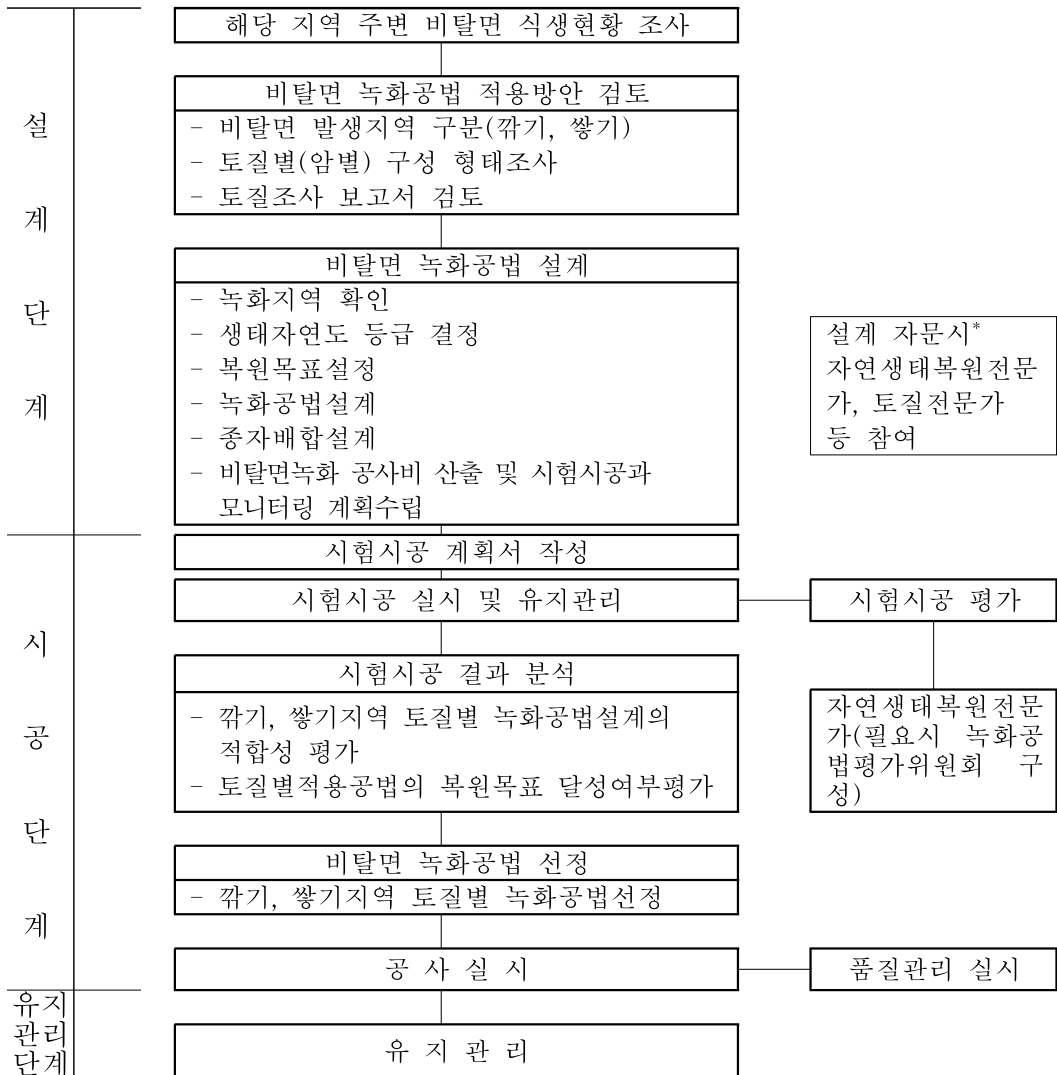 설
계
단
계
해당 지역 주변 비탈면 식생현황 조사
비탈면 녹화공법 적용방안 검토
- 비탈면 발생지역 구분(깎기, 쌓기)
- 토질별(암별) 구성 형태조사
- 토질조사 보고서 검토
비탈면 녹화공법 설계
- 녹화지역 확인
- 생태자연도 등급 결정
- 복원목표설정
- 녹화공법설계
- 종자배합설계
- 비탈면녹화 공사비 산출 및 시험시공과
모니터링 계획수립
설계 자문시*
자연생태복원전문
가, 토질전문가
등 참여
시
공
단
계
시험시공 계획서 작성
시험시공 실시 및 유지관리
시험시공 평가
시험시공 결과 분석
- 깎기, 쌓기지역 토질별 녹화공법설계의
적합성 평가
- 토질별적용공법의 복원목표 달성여부평가
자연생태복원전문
가(필요시 녹화공
법평가위원회 구
성)
비탈면 녹화공법 선정
- 깎기, 쌓기지역 토질별 녹화공법선정
공 사 실 시
품질관리 실시
유지
관리
단계
유 지 관 리